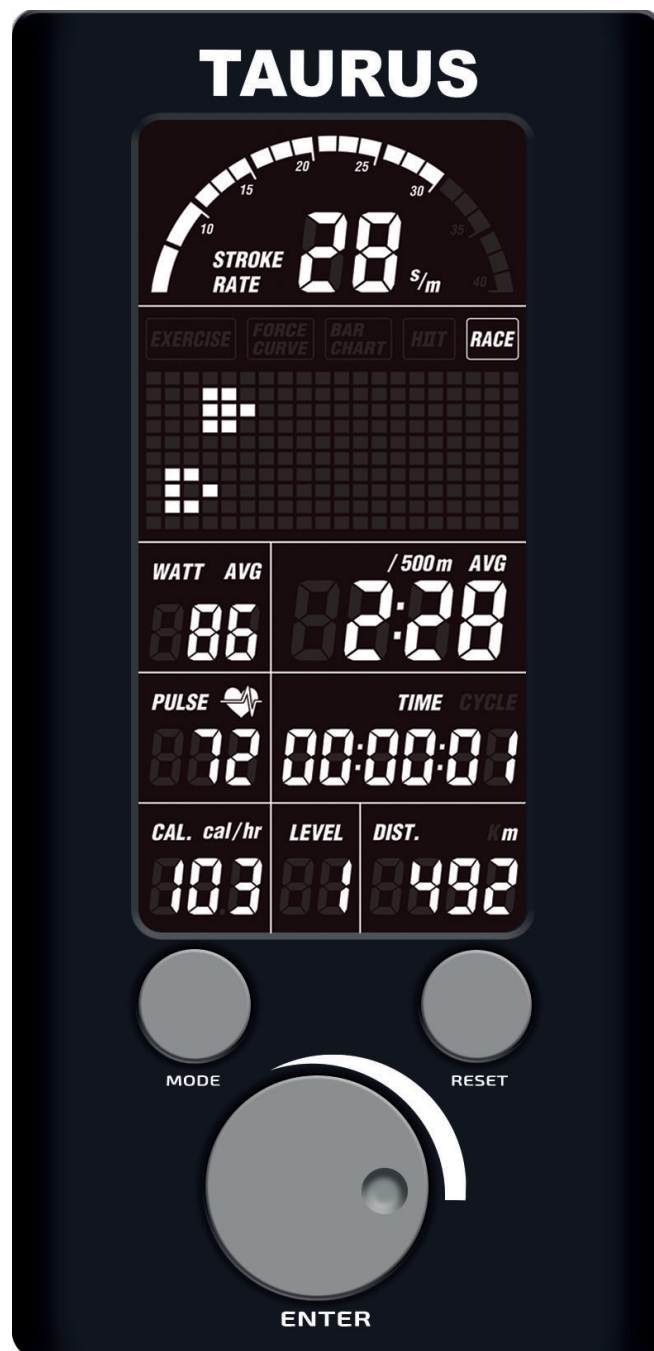 TAURUS
10 15 20 25 30 35 40
STROKE RATE 28 s/m
EXERCISE FORCE CURVE BAR CHART HIIT RACE
WATT AVG /500m AVG
86 2:28
PULSE TIME CYCLE
72 00:00:01
CAL. cal/hr LEVEL DIST. Km
103 1 492
MODE RESET
ENTER